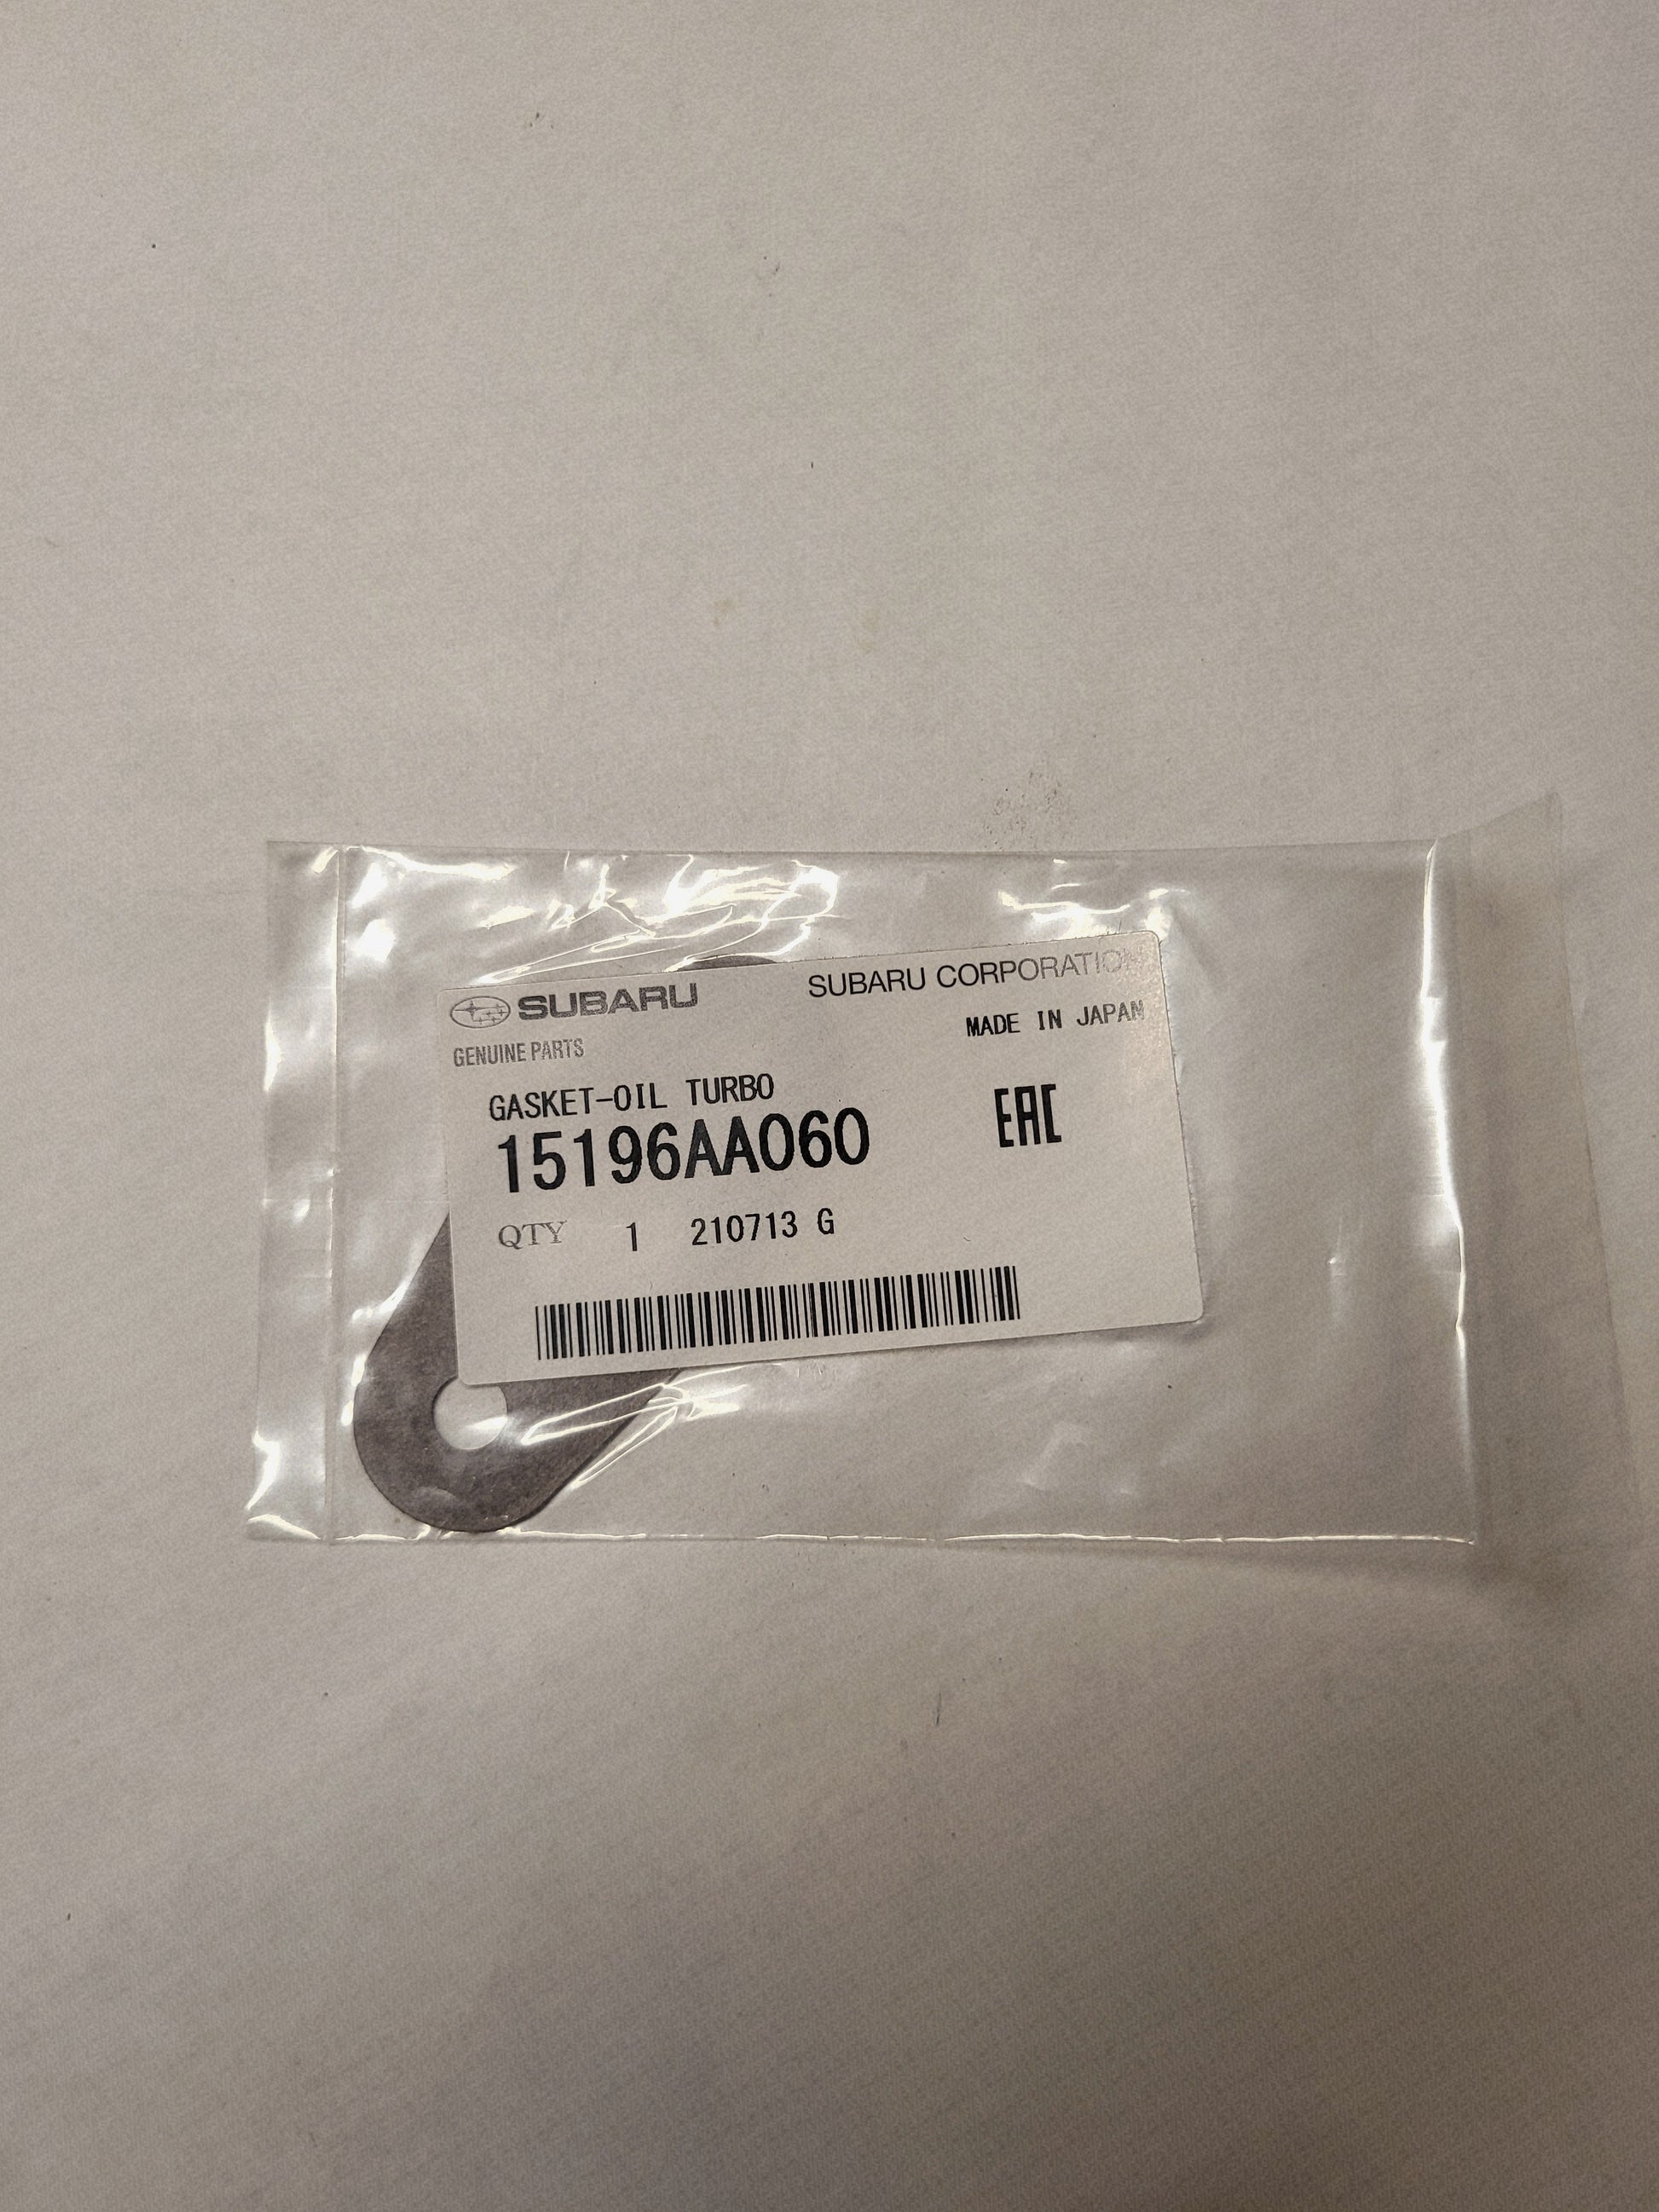 SUBARU
SUBARU CORPORATION
GENUINE PARTS
MADE IN JAPAN
GASKET-OIL TURBO
15196AA060
EAC
QTY 1 210713 G